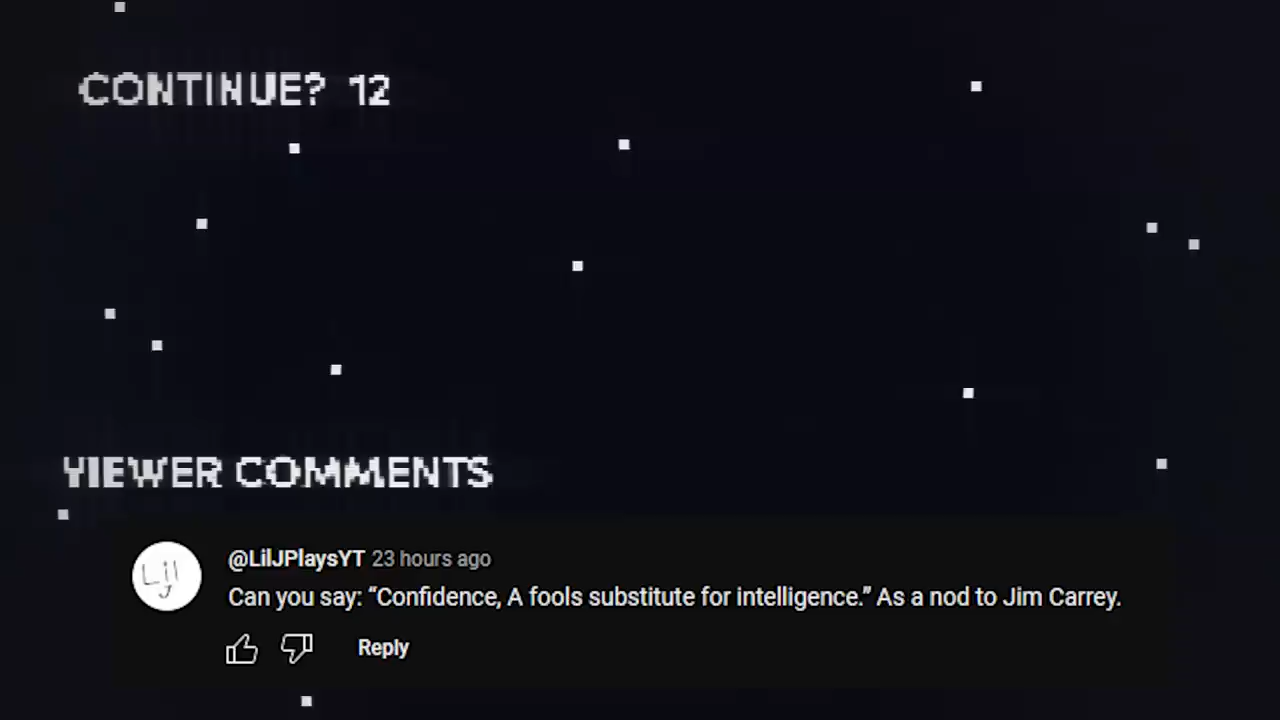 CONTINUE? 12
VIEWER COMMENTS
Lil J
@LilJPlaysYT 23 hours ago
Can you say: “Confidence, A fools substitute for intelligence.” As a nod to Jim Carrey.
Reply